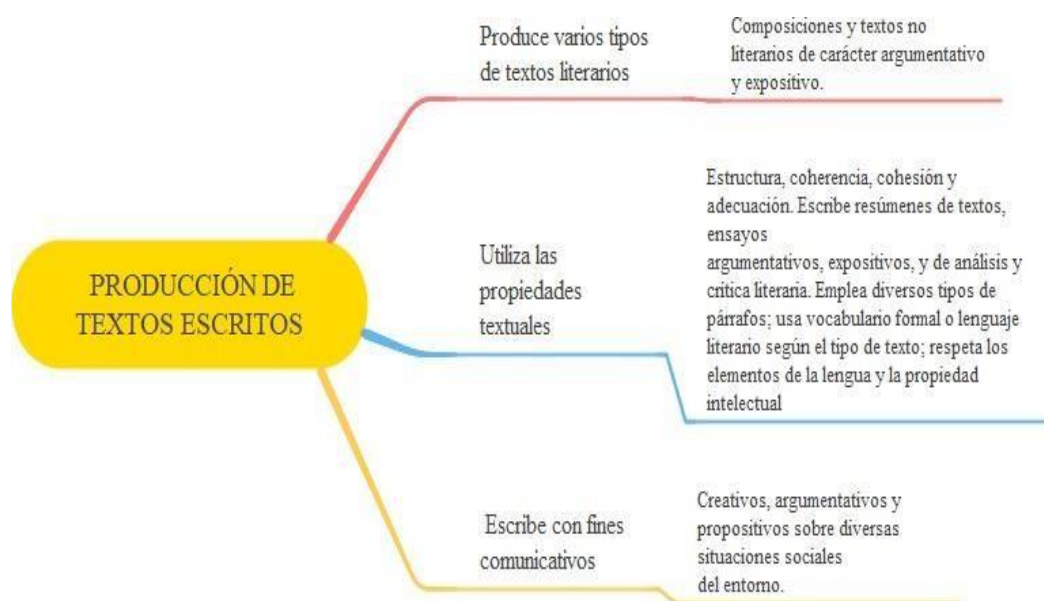 PRODUCCIÓN DE
TEXTOS ESCRITOS
Produce varios tipos
de textos literarios
Composiciones y textos no
literarios de carácter argumentativo
y expositivo.
Utiliza las
propiedades
textuales
Estructura, coherencia, cohesión y
adecuación. Escribe resúmenes de textos,
ensayos
argumentativos, expositivos, y de análisis y
critica literaria. Emplea diversos tipos de
párrafos; usa vocabulario formal o lenguaje
literario según el tipo de texto; respeta los
elementos de la lengua y la propiedad
intelectual
Escribe con fines
comunicativos
Creativos, argumentativos y
propositivos sobre diversas
situaciones sociales
del entorno.